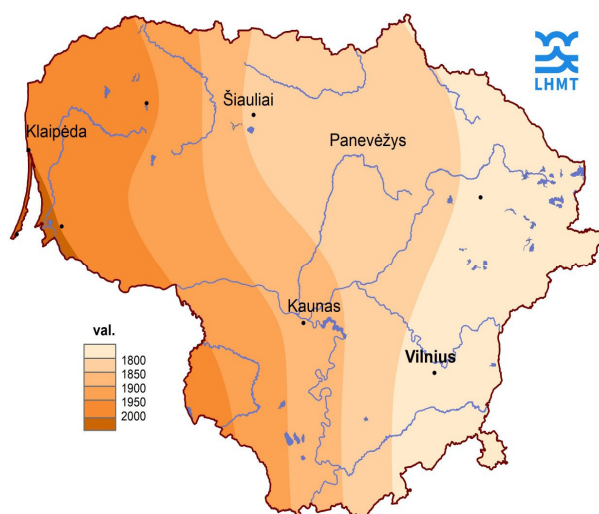 LHMT
Šiauliai
Klaipėda
Panevėžys
Kaunas
val.
1800
1850
1900
1950
2000
Vilnius